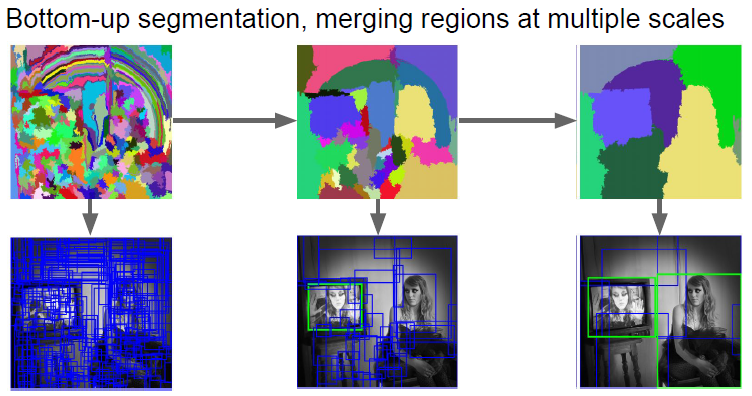 Bottom-up segmentation, merging regions at multiple scales